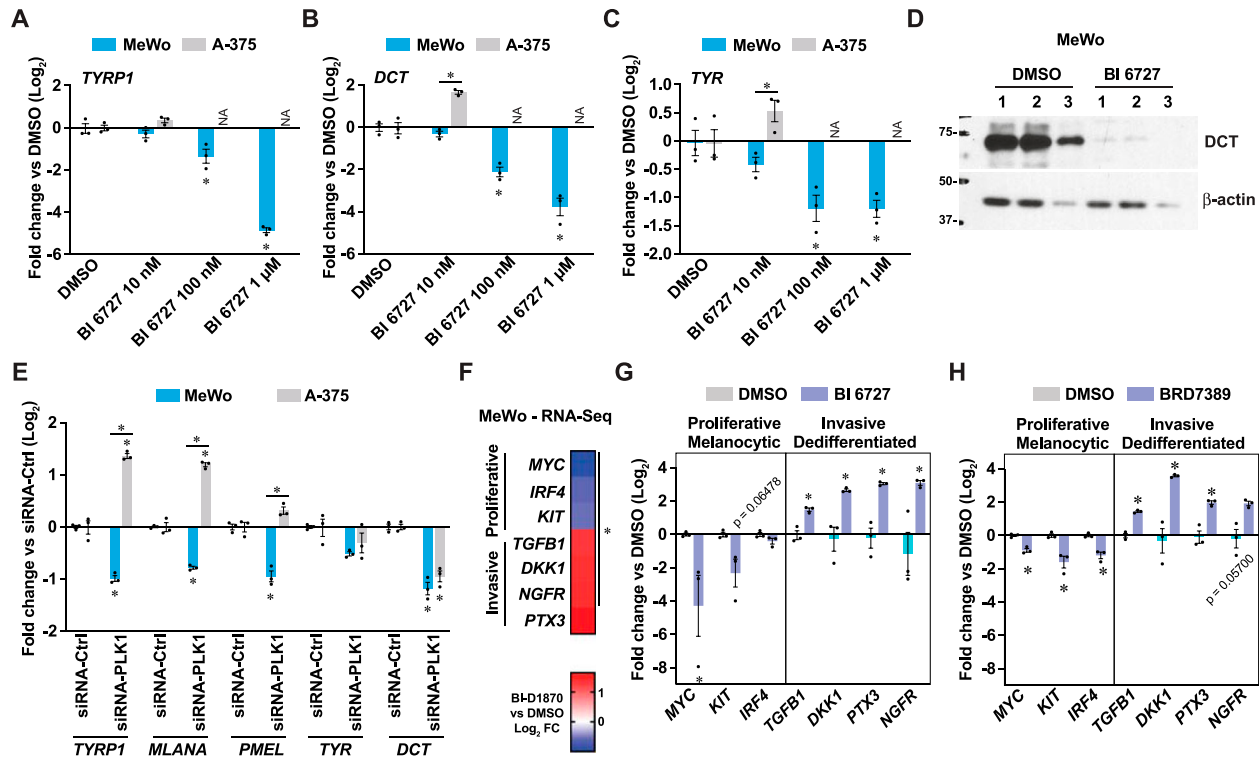 A
MeWo A-375
TYRP1
Fold change vs DMSO (Log2)
2
0
-2
-4
-6
NA
NA
*
*
DMSO
BI 6727 10 nM
BI 6727 100 nM
BI 6727 1 µM
B
MeWo A-375
DCT
Fold change vs DMSO (Log2)
4
2
0
-2
-4
-6
*
NA
NA
*
*
DMSO
BI 6727 10 nM
BI 6727 100 nM
BI 6727 1 µM
C
MeWo A-375
TYR
Fold change vs DMSO (Log2)
1.0
0.5
0.0
-0.5
-1.0
-1.5
-2.0
*
NA
NA
*
*
DMSO
BI 6727 10 nM
BI 6727 100 nM
BI 6727 1 µM
D
MeWo
DMSO BI 6727
1 2 3 1 2 3
75-
DCT
50-
β-actin
37-
E
MeWo A-375
Fold change vs siRNA-Ctrl (Log2)
2
1
0
-1
-2
* * * * *
* * * * *
siRNA-Ctrl
siRNA-PLK1
siRNA-Ctrl
siRNA-PLK1
siRNA-Ctrl
siRNA-PLK1
siRNA-Ctrl
siRNA-PLK1
siRNA-Ctrl
siRNA-PLK1
TYRP1 MLANA PMEL TYR DCT
F
MeWo - RNA-Seq
Proliferative
MYC
IRF4
KIT
Invasive
TGFB1
DKK1
NGFR
PTX3
*
BI-D1870
vs DMSO
Log2 FC
1
0
G
DMSO BI 6727
Proliferative Invasive
Melanocytic Dedifferentiated
Fold change vs DMSO (Log2)
4
2
0
-2
-4
-6
-8
p = 0.06478
* * * *
*
MYC
KIT
IRF4
TGFB1
DKK1
PTX3
NGFR
H
DMSO BRD7389
Proliferative Invasive
Melanocytic Dedifferentiated
Fold change vs DMSO (Log2)
4
2
0
-2
-4
-6
-8
* * *
* * *
p = 0.05700
MYC
KIT
IRF4
TGFB1
DKK1
PTX3
NGFR